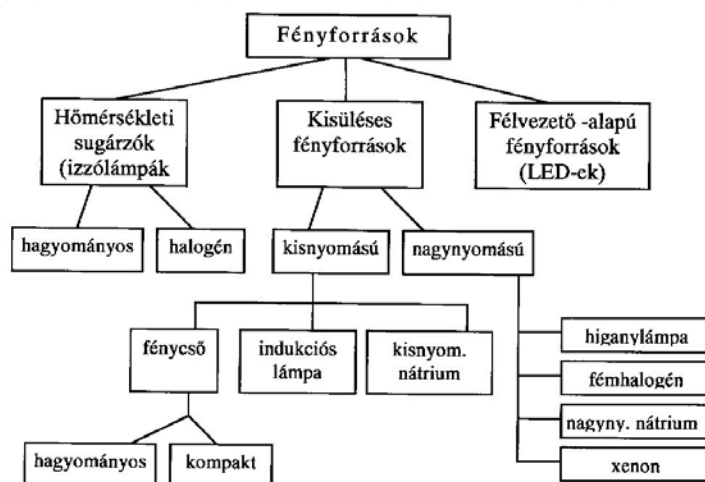 Fényforrások
Hőmérsékleti
sugárzók
(izzólámpák
Kisüléses
fényforrások
Félvezető -alapú
fényforrások
(LED-ek)
hagyományos
halogén
kisnyomású
nagynyomású
fénycső
indukciós
lámpa
kisnyom.
nátrium
higanylámpa
fémhalogén
nagyny. nátrium
xenon
hagyományos
kompakt